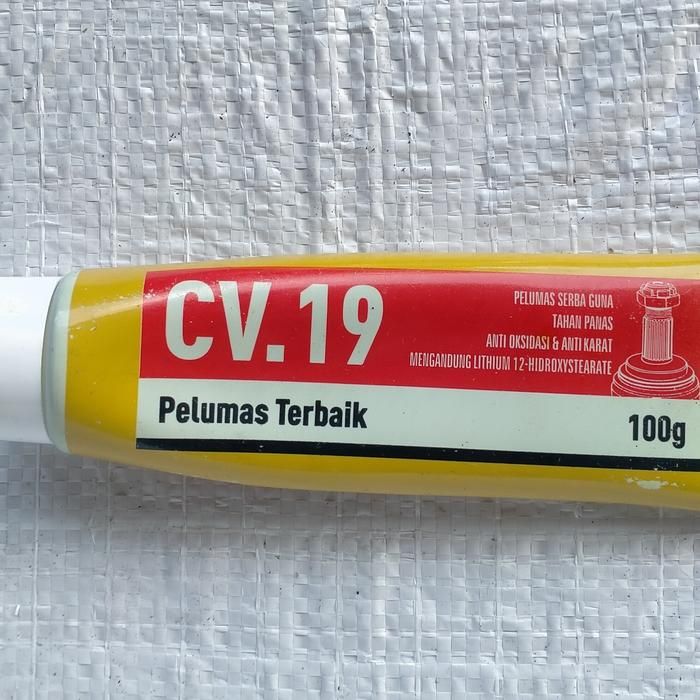 CV.19
PELUMAS SERBA GUNA
TAHAN PANAS
ANTI OKSIDASI & ANTI KARAT
MENGANDUNG LITHIUM 12-HIDROXYSTEARATE
Pelumas Terbaik
100g